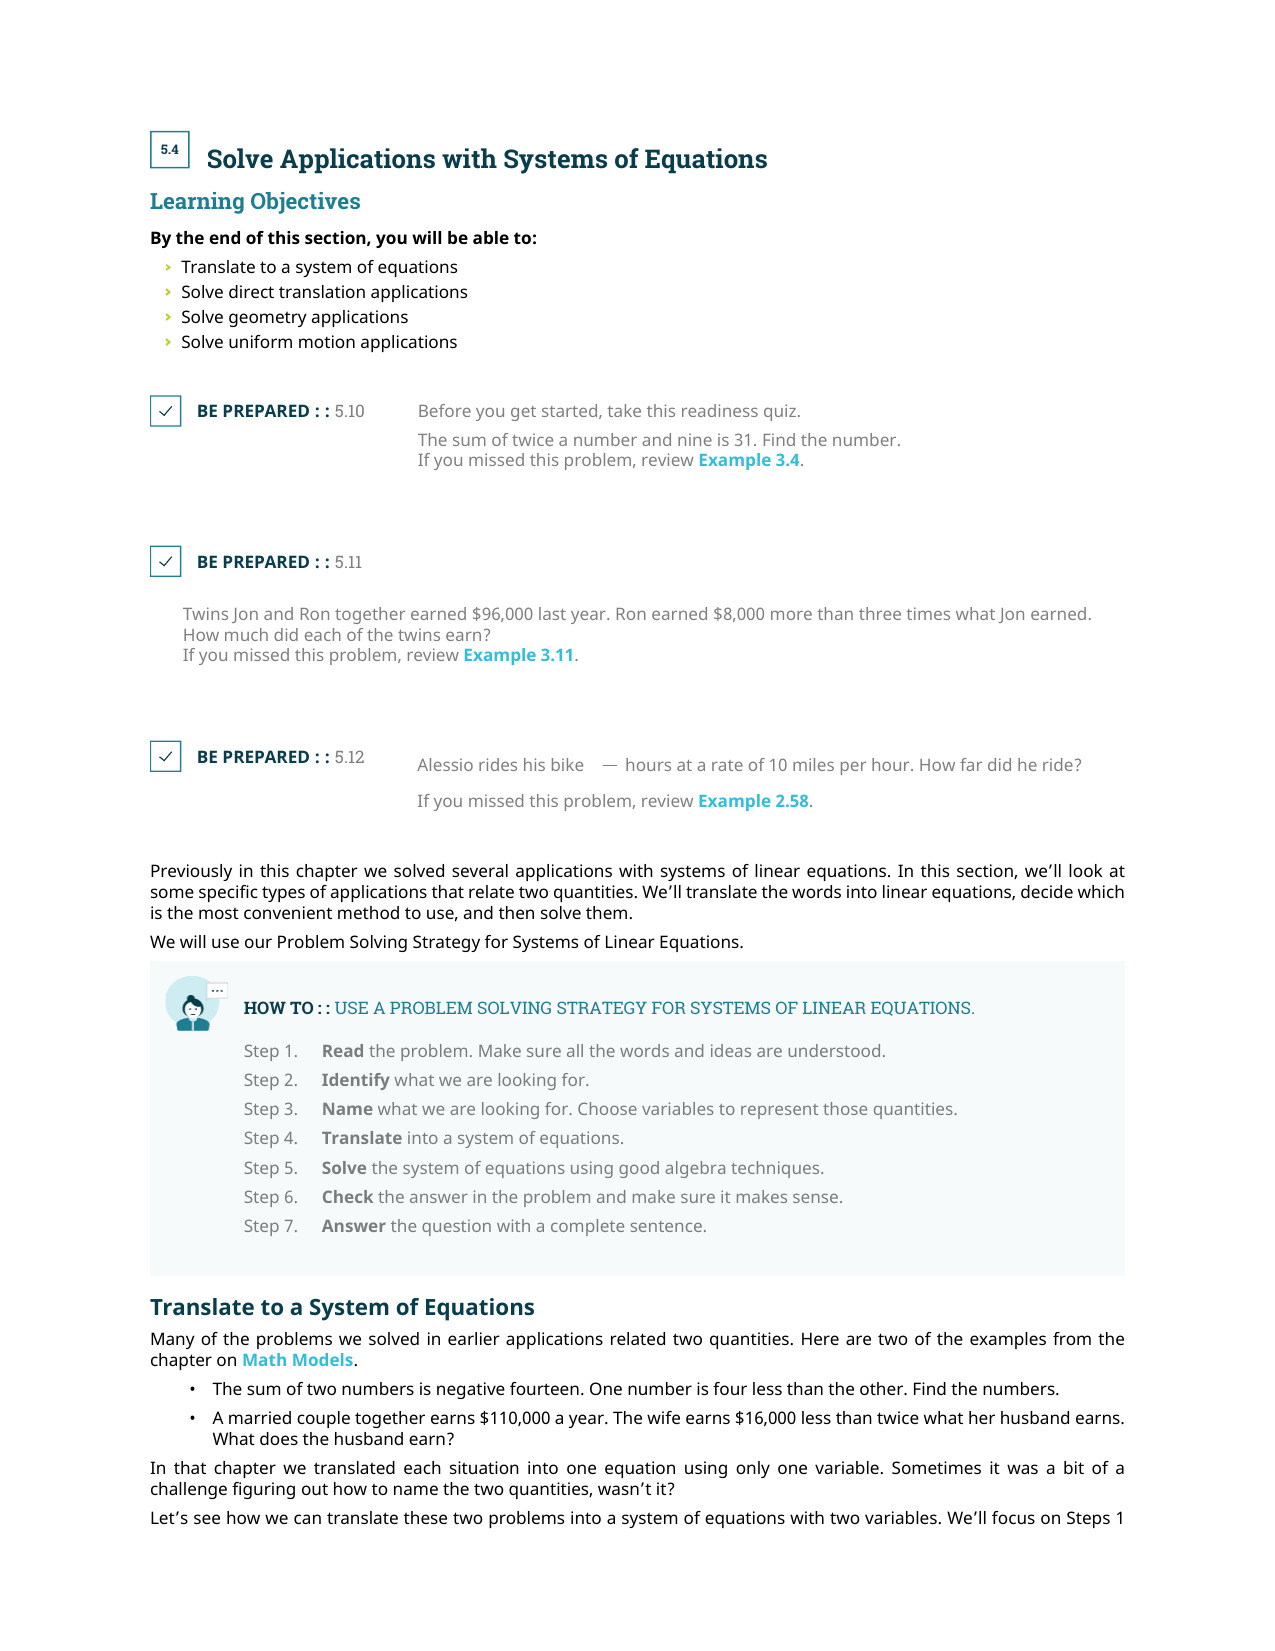 5.4 Solve Applications with Systems of Equations
Learning Objectives
By the end of this section, you will be able to:
› Translate to a system of equations
› Solve direct translation applications
› Solve geometry applications
› Solve uniform motion applications
BE PREPARED : : 5.10 Before you get started, take this readiness quiz.
The sum of twice a number and nine is 31. Find the number.
If you missed this problem, review Example 3.4.
BE PREPARED : : 5.11
Twins Jon and Ron together earned $96,000 last year. Ron earned $8,000 more than three times what Jon earned.
How much did each of the twins earn?
If you missed this problem, review Example 3.11.
BE PREPARED : : 5.12 Alessio rides his bike — hours at a rate of 10 miles per hour. How far did he ride?
If you missed this problem, review Example 2.58.
Previously in this chapter we solved several applications with systems of linear equations. In this section, we’ll look at
some specific types of applications that relate two quantities. We’ll translate the words into linear equations, decide which
is the most convenient method to use, and then solve them.
We will use our Problem Solving Strategy for Systems of Linear Equations.
HOW TO : : USE A PROBLEM SOLVING STRATEGY FOR SYSTEMS OF LINEAR EQUATIONS.
Step 1. Read the problem. Make sure all the words and ideas are understood.
Step 2. Identify what we are looking for.
Step 3. Name what we are looking for. Choose variables to represent those quantities.
Step 4. Translate into a system of equations.
Step 5. Solve the system of equations using good algebra techniques.
Step 6. Check the answer in the problem and make sure it makes sense.
Step 7. Answer the question with a complete sentence.
Translate to a System of Equations
Many of the problems we solved in earlier applications related two quantities. Here are two of the examples from the
chapter on Math Models.
• The sum of two numbers is negative fourteen. One number is four less than the other. Find the numbers.
• A married couple together earns $110,000 a year. The wife earns $16,000 less than twice what her husband earns.
What does the husband earn?
In that chapter we translated each situation into one equation using only one variable. Sometimes it was a bit of a
challenge figuring out how to name the two quantities, wasn’t it?
Let’s see how we can translate these two problems into a system of equations with two variables. We’ll focus on Steps 1